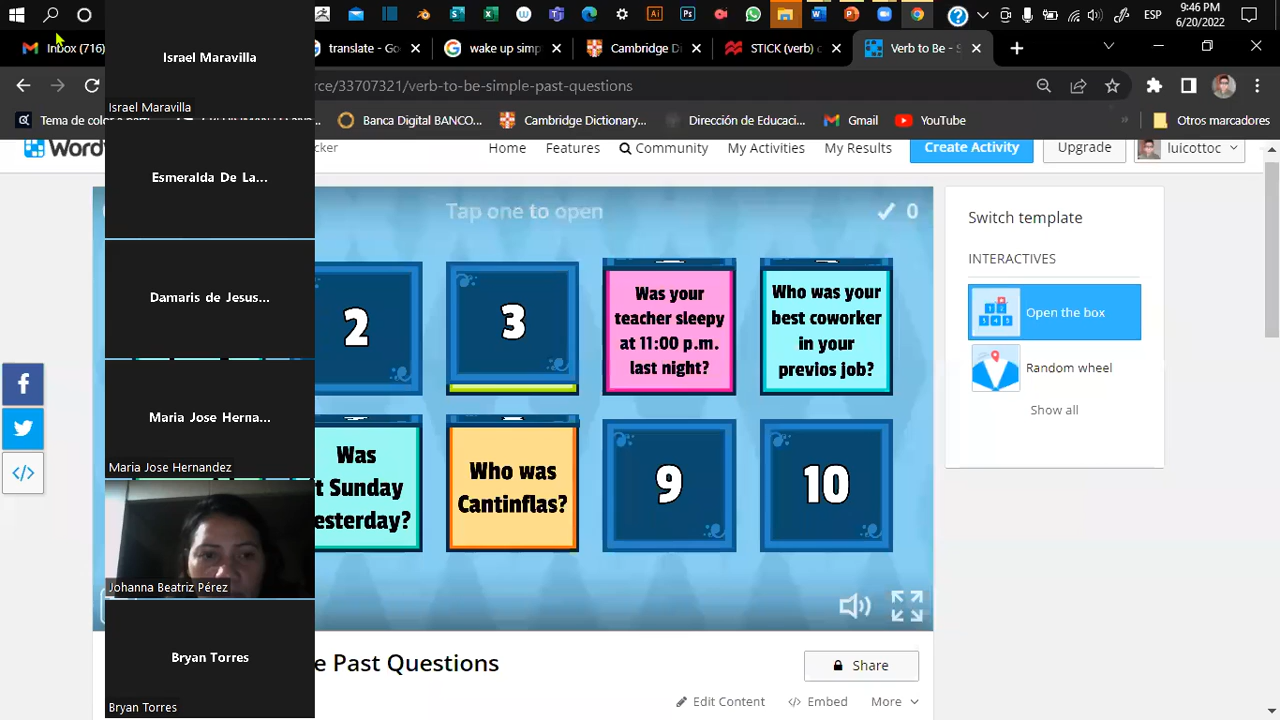 9:46 PM
ESP
6/20/2022
Inbox (716)
translate - Go
wake up simp
Cambridge Di
STICK (verb) c
Verb to Be - S
rce/33707321/verb-to-be-simple-past-questions
Tema de color a
Banca Digital BANCO...
Cambridge Dictionary...
Dirección de Educaci...
Gmail
YouTube
Otros marcadores
Israel Maravilla
Israel Maravilla
Esmeralda De La...
Damaris de Jesus...
Maria Jose Herna...
Maria Jose Hernandez
Johanna Beatriz Pérez
Bryan Torres
Bryan Torres
Wordw
cker
Home
Features
Community
My Activities
My Results
Create Activity
Upgrade
luicottoc
Tap one to open
0
2
3
Was your
teacher sleepy
at 11:00 p.m.
last night?
Who was your
best coworker
in your
previos job?
Was
t Sunday
esterday?
Who was
Cantinflas?
9
10
Switch template
INTERACTIVES
Open the box
Random wheel
Show all
e Past Questions
Share
Edit Content
Embed
More